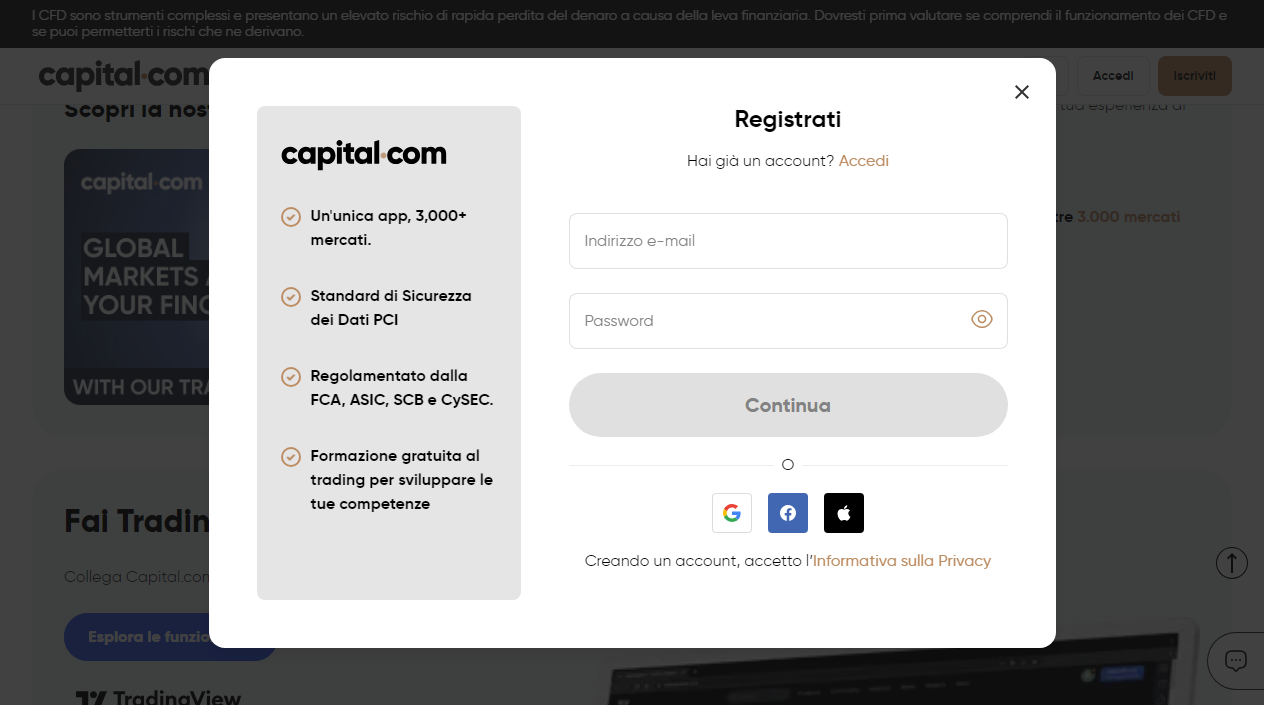 I CFD sono strumenti complessi e presentano un elevato rischio di rapida perdita del denaro a causa della leva finanziaria. Dovresti prima valutare se comprendi il funzionamento dei CFD e
se puoi permetterti i rischi che ne derivano.
capital.com
Accedi
Iscriviti
Scopri la nost
tua esperienza di
capital.com
GLOBAL
MARKETS
YOUR FINC
WITH OUR TRA
tre 3.000 mercati
capital.com
Un'unica app, 3,000+
mercati.
Standard di Sicurezza
dei Dati PCI
Regolamentato dalla
FCA, ASIC, SCB e CySEC.
Formazione gratuita al
trading per sviluppare le
tue competenze
Registrati
Hai già un account? Accedi
Indirizzo e-mail
Password
Continua
O
Creando un account, accetto l'Informativa sulla Privacy
Fai Tradin
Collega Capital.com
Esplora le funzio
TradingView